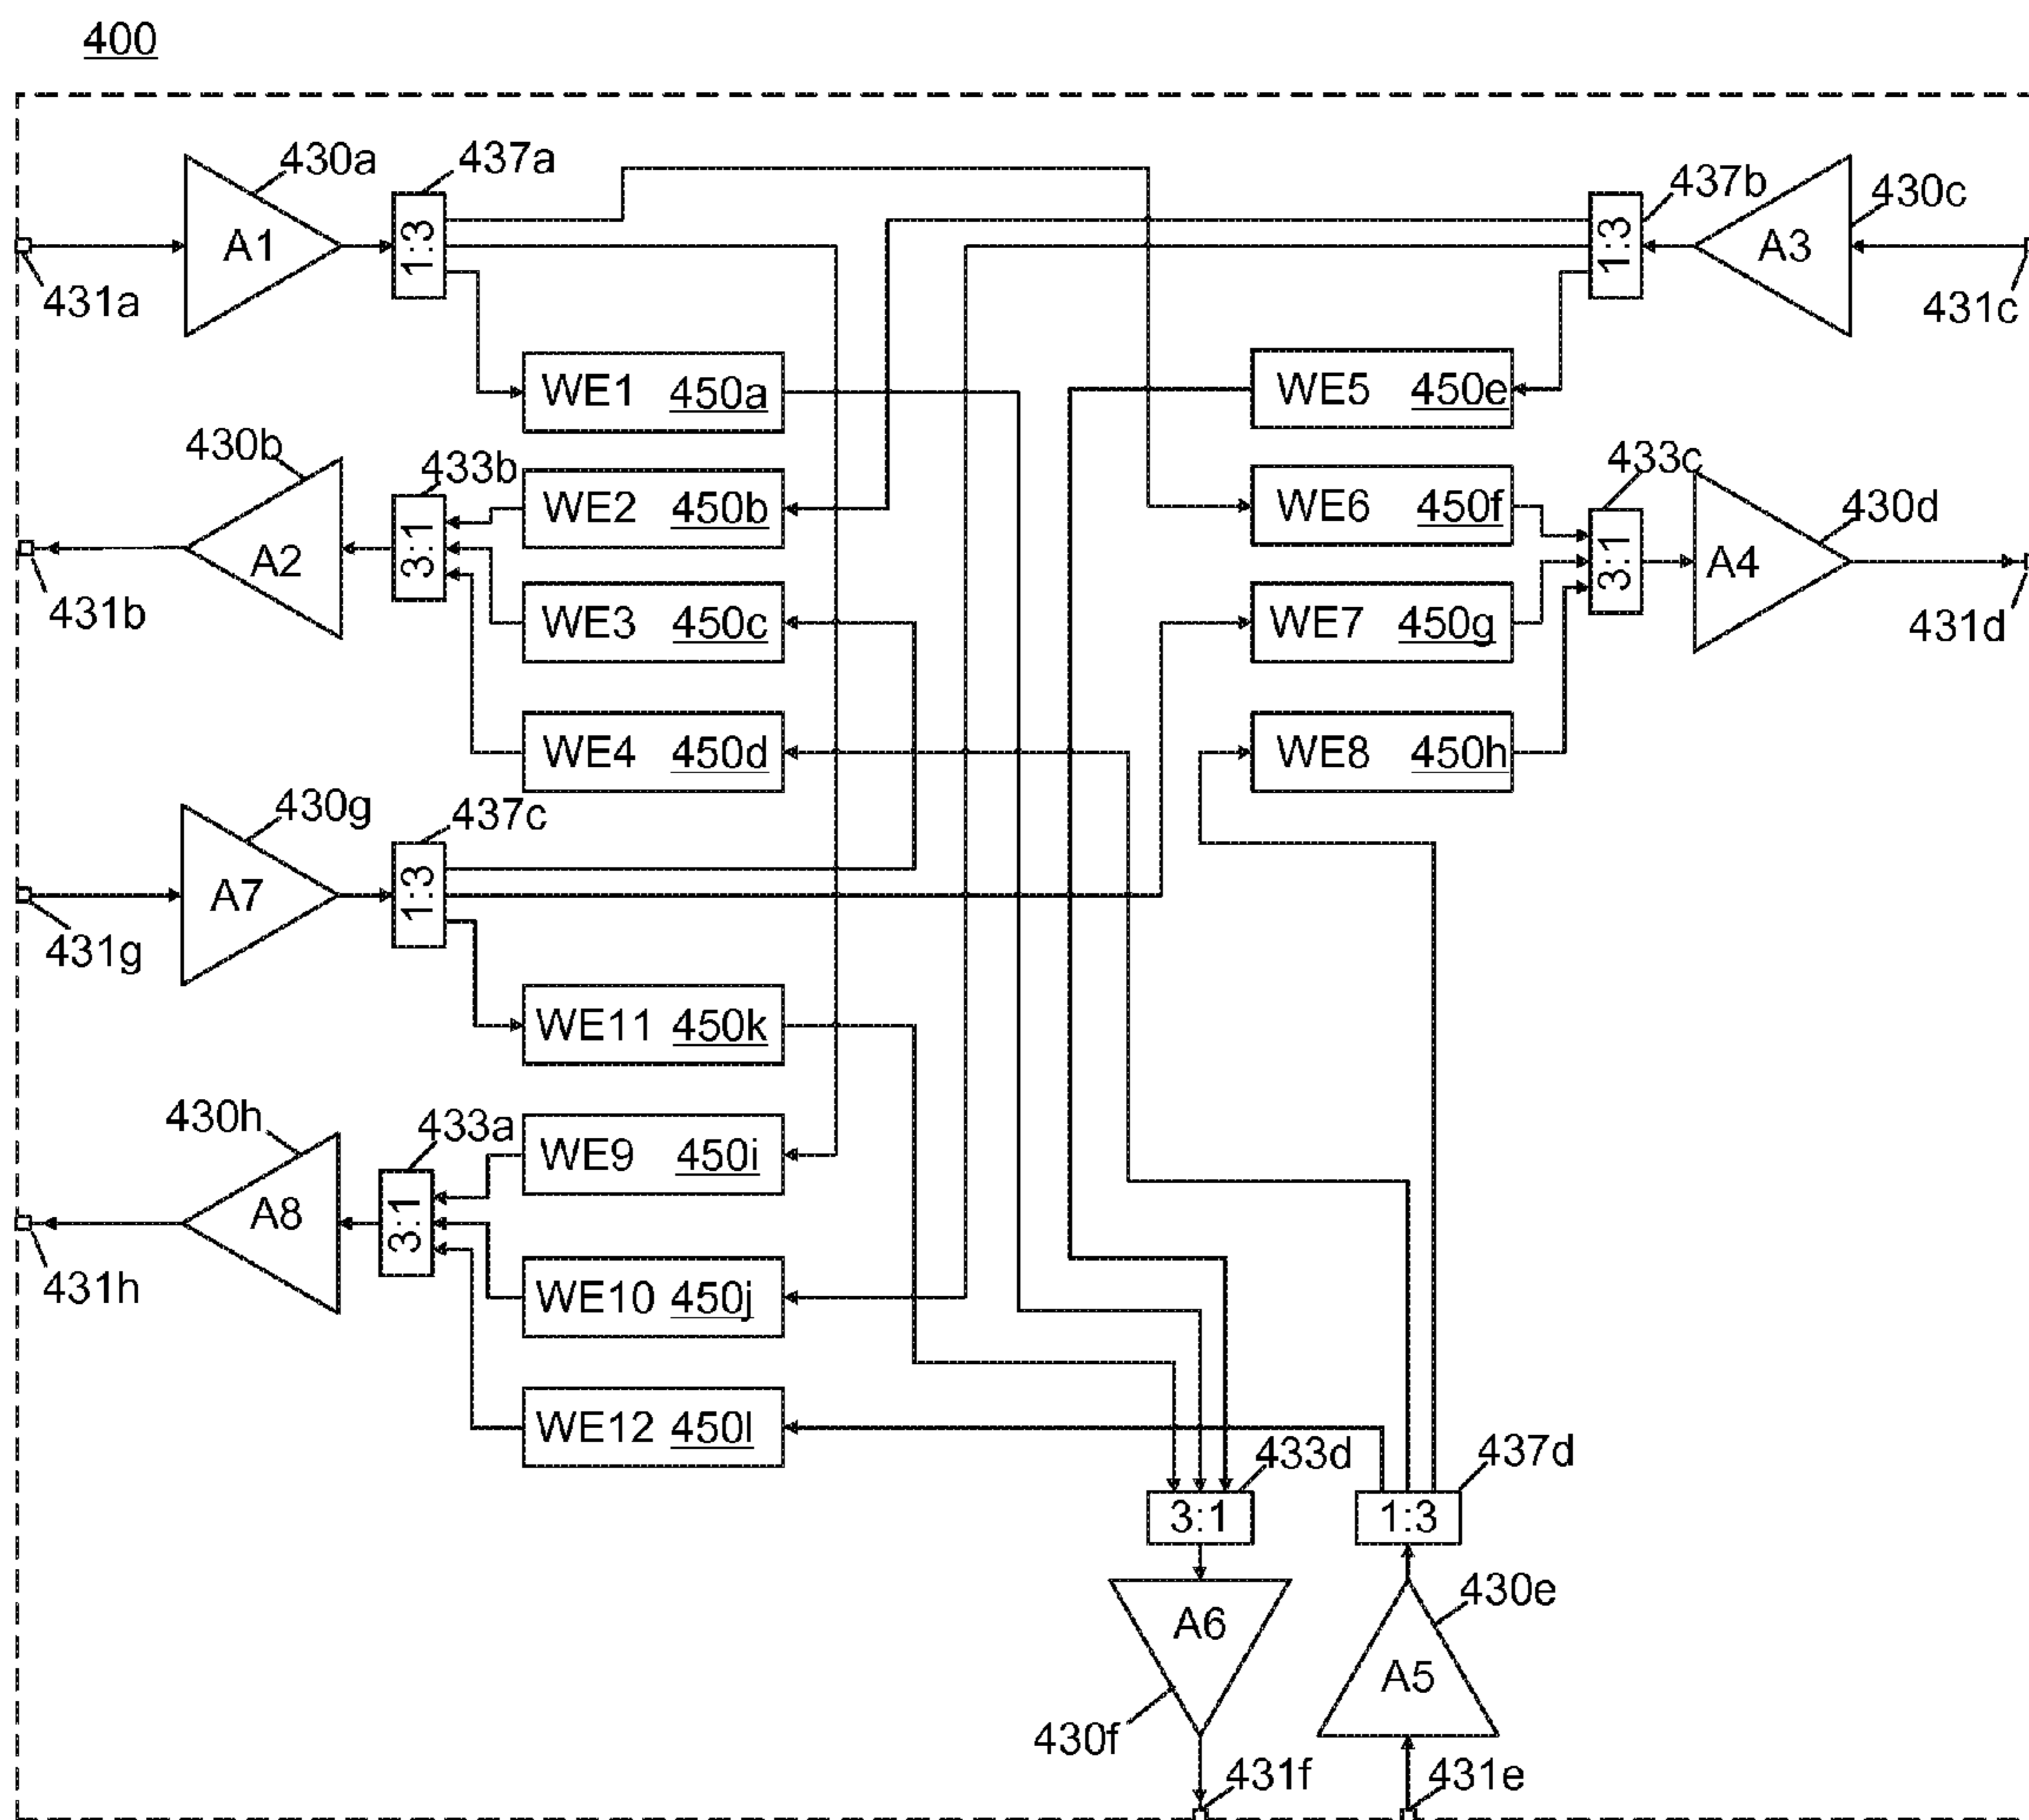 400
430a
437a
437b
430c
A1
1:3
1:3
A3
431a
431c
WE1 450a
WE5 450e
430b
433b
433c
430d
WE2 450b
WE6 450f
A2
3:1
3:1
A4
431b
WE3 450c
WE7 450g
431d
WE4 450d
WE8 450h
430g
437c
A7
1:3
431g
WE11 450k
430h
433a
WE9 450i
A8
3:1
431h
WE10 450j
WE12 450l
433d
437d
3:1
1:3
A6
430e
A5
430f
431f
431e